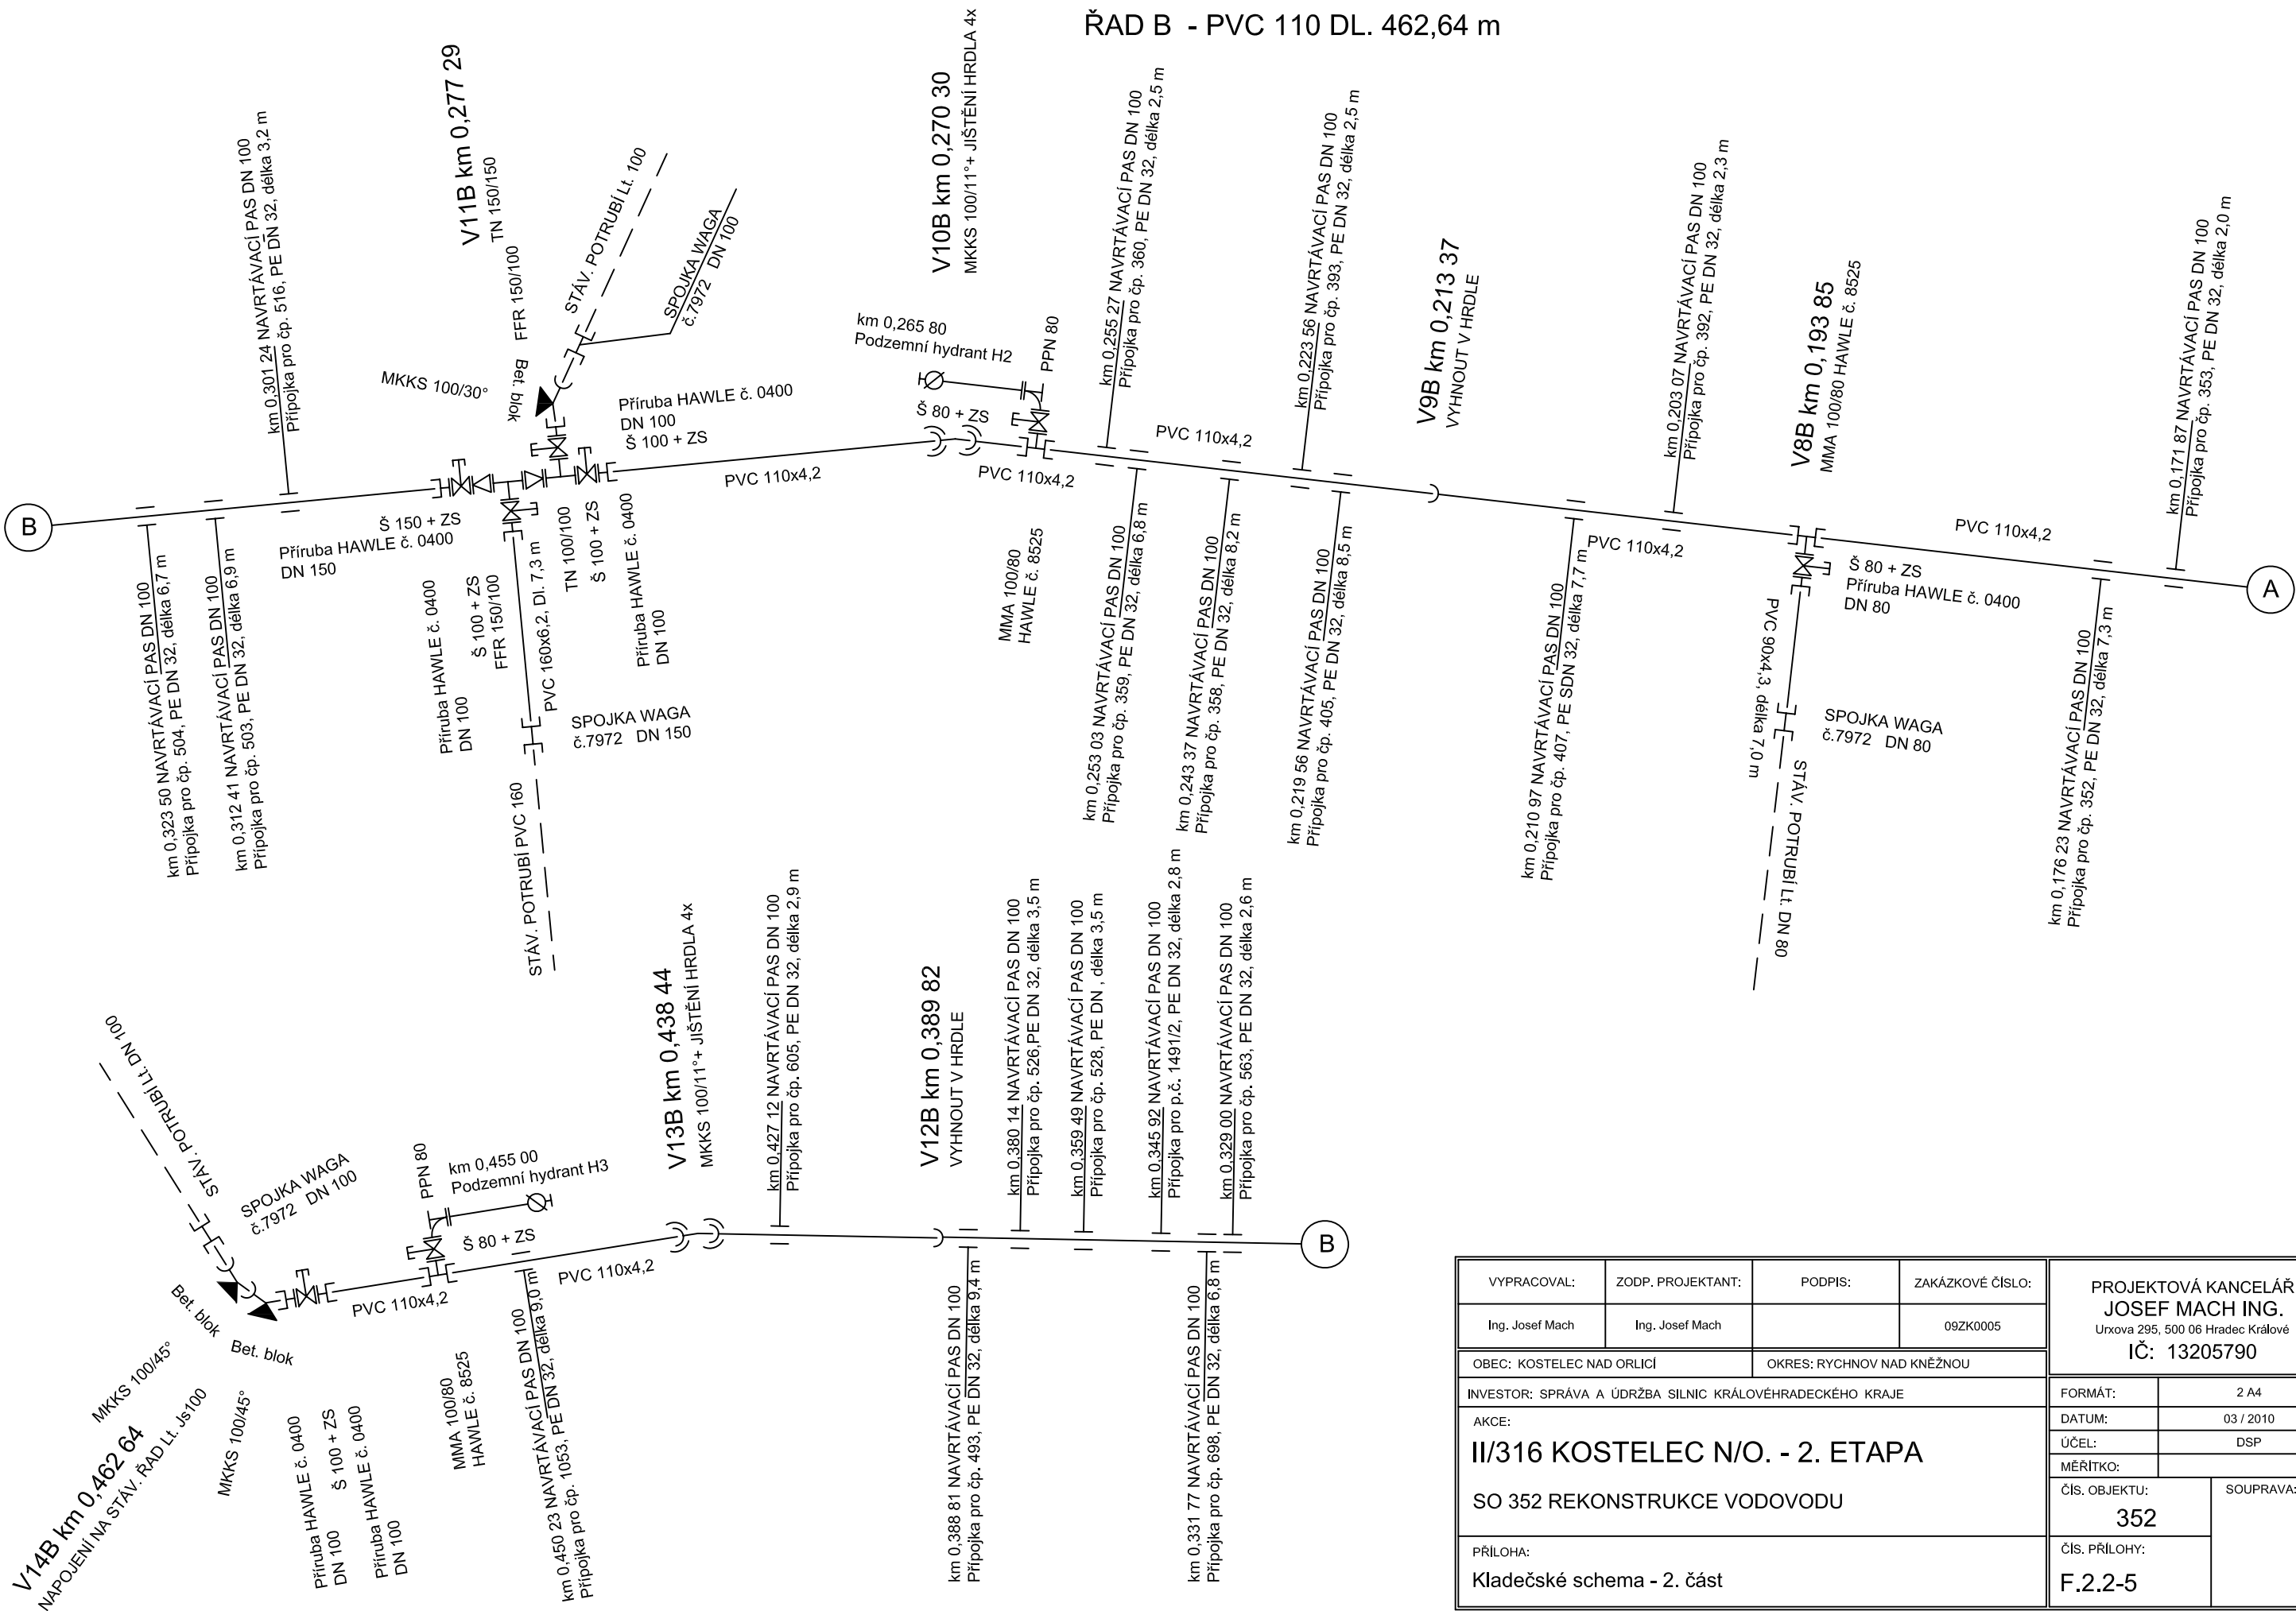 ŘAD B - PVC 110 DL. 462,64 m
km 0,301 24 NAVRTÁVACÍ PAS DN 100
Přípojka pro čp. 516, PE DN 32, délka 3,2 m
V11B km 0,277 29
TN 150/150
FFR 150/100
Bet. blok
MKKS 100/30°
STÁV. POTRUBÍ Lt. 100
SPOJKA WAGA
č.7972 DN 100
Příruba HAWLE č. 0400
DN 100
Š 100 + ZS
PVC 110x4,2
V10B km 0,270 30
MKKS 100/11°+ JIŠTĚNÍ HRDLA 4x
km 0,265 80
Podzemní hydrant H2
PPN 80
Š 80 + ZS
PVC 110x4,2
MMA 100/80
HAWLE č. 8525
km 0,255 27 NAVRTÁVACÍ PAS DN 100
Přípojka pro čp. 360, PE DN 32, délka 2,5 m
PVC 110x4,2
km 0,223 56 NAVRTÁVACÍ PAS DN 100
Přípojka pro čp. 393, PE DN 32, délka 2,5 m
V9B km 0,213 37
VYHNOUT V HRDLE
km 0,203 07 NAVRTÁVACÍ PAS DN 100
Přípojka pro čp. 392, PE DN 32, délka 2,3 m
V8B km 0,193 85
MMA 100/80 HAWLE č. 8525
km 0,171 87 NAVRTÁVACÍ PAS DN 100
Přípojka pro čp. 353, PE DN 32, délka 2,0 m
PVC 110x4,2
A
B
km 0,323 50 NAVRTÁVACÍ PAS DN 100
Přípojka pro čp. 504, PE DN 32, délka 6,7 m
km 0,312 41 NAVRTÁVACÍ PAS DN 100
Přípojka pro čp. 503, PE DN 32, délka 6,9 m
Š 150 + ZS
Příruba HAWLE č. 0400
DN 150
Příruba HAWLE č. 0400
DN 100
Š 100 + ZS
FFR 150/100
PVC 160x6,2, Dl. 7,3 m
TN 100/100
Š 100 + ZS
Příruba HAWLE č. 0400
DN 100
SPOJKA WAGA
č.7972 DN 150
STÁV. POTRUBÍ PVC 160
km 0,253 03 NAVRTÁVACÍ PAS DN 100
Přípojka pro čp. 359, PE DN 32, délka 6,8 m
km 0,243 37 NAVRTÁVACÍ PAS DN 100
Přípojka pro čp. 358, PE DN 32, délka 8,2 m
km 0,219 56 NAVRTÁVACÍ PAS DN 100
Přípojka pro čp. 405, PE DN 32, délka 8,5 m
km 0,210 97 NAVRTÁVACÍ PAS DN 100
Přípojka pro čp. 407, PE SDN 32, délka 7,7 m
PVC 110x4,2
Š 80 + ZS
Příruba HAWLE č. 0400
DN 80
PVC 90x4,3, délka 7,0 m
SPOJKA WAGA
č.7972 DN 80
STÁV. POTRUBÍ Lt. DN 80
km 0,176 23 NAVRTÁVACÍ PAS DN 100
Přípojka pro čp. 352, PE DN 32, délka 7,3 m
STÁV. POTRUBÍ Lt. DN 100
SPOJKA WAGA
č.7972 DN 100
PPN 80
km 0,455 00
Podzemní hydrant H3
Š 80 + ZS
V13B km 0,438 44
MKKS 100/11°+ JIŠTĚNÍ HRDLA 4x
km 0,427 12 NAVRTÁVACÍ PAS DN 100
Přípojka pro čp. 605, PE DN 32, délka 2,9 m
V12B km 0,389 82
VYHNOUT V HRDLE
km 0,380 14 NAVRTÁVACÍ PAS DN 100
Přípojka pro čp. 526,PE DN 32, délka 3,5 m
km 0,359 49 NAVRTÁVACÍ PAS DN 100
Přípojka pro čp. 528, PE DN , délka 3,5 m
km 0,345 92 NAVRTÁVACÍ PAS DN 100
Přípojka pro p.č. 1491/2, PE DN 32, délka 2,8 m
km 0,329 00 NAVRTÁVACÍ PAS DN 100
Přípojka pro čp. 563, PE DN 32, délka 2,6 m
B
Bet. blok
Bet. blok
PVC 110x4,2
PVC 110x4,2
MKKS 100/45°
V14B km 0,462 64
NAPOJENÍ NA STÁV. ŘAD Lt. Js100
MKKS 100/45°
Příruba HAWLE č. 0400
DN 100
Š 100 + ZS
Příruba HAWLE č. 0400
DN 100
MMA 100/80
HAWLE č. 8525
km 0,450 23 NAVRTÁVACÍ PAS DN 100
Přípojka pro čp. 1053, PE DN 32, délka 9,0 m
km 0,388 81 NAVRTÁVACÍ PAS DN 100
Přípojka pro čp. 493, PE DN 32, délka 9,4 m
km 0,331 77 NAVRTÁVACÍ PAS DN 100
Přípojka pro čp. 698, PE DN 32, délka 6,8 m
VYPRACOVAL: ZODP. PROJEKTANT: PODPIS: ZAKÁZKOVÉ ČÍSLO:
Ing. Josef Mach Ing. Josef Mach 09ZK0005
PROJEKTOVÁ KANCELÁŘ
JOSEF MACH ING.
Urxova 295, 500 06 Hradec Králové
IČ: 13205790
OBEC: KOSTELEC NAD ORLICÍ OKRES: RYCHNOV NAD KNĚŽNOU
INVESTOR: SPRÁVA A ÚDRŽBA SILNIC KRÁLOVÉHRADECKÉHO KRAJE
AKCE:
II/316 KOSTELEC N/O. - 2. ETAPA
SO 352 REKONSTRUKCE VODOVODU
PŘÍLOHA:
Kladečské schema - 2. část
FORMÁT: 2 A4
DATUM: 03 / 2010
ÚČEL: DSP
MĚŘÍTKO:
ČÍS. OBJEKTU: SOUPRAVA:
352
ČÍS. PŘÍLOHY:
F.2.2-5